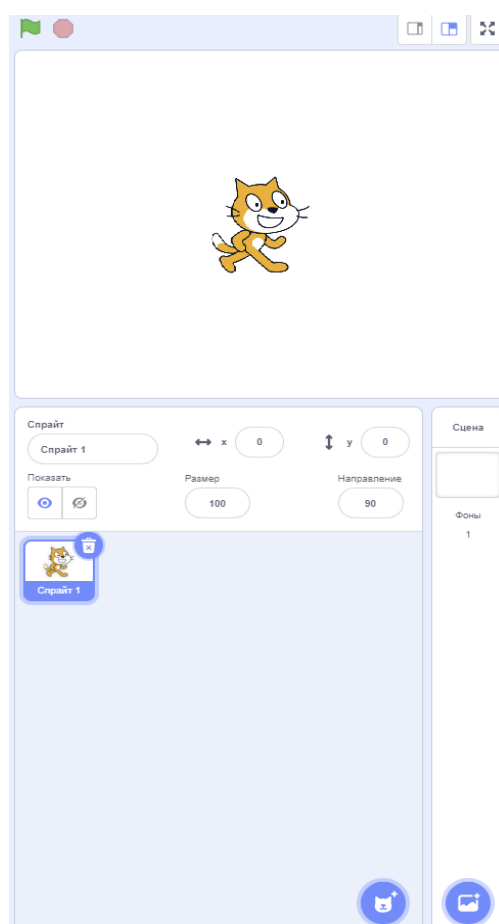 Спрайт
Спрайт 1
x 0
y 0
Показать
Размер
100
Направление
90
Спрайт 1
Сцена
Фоны
1